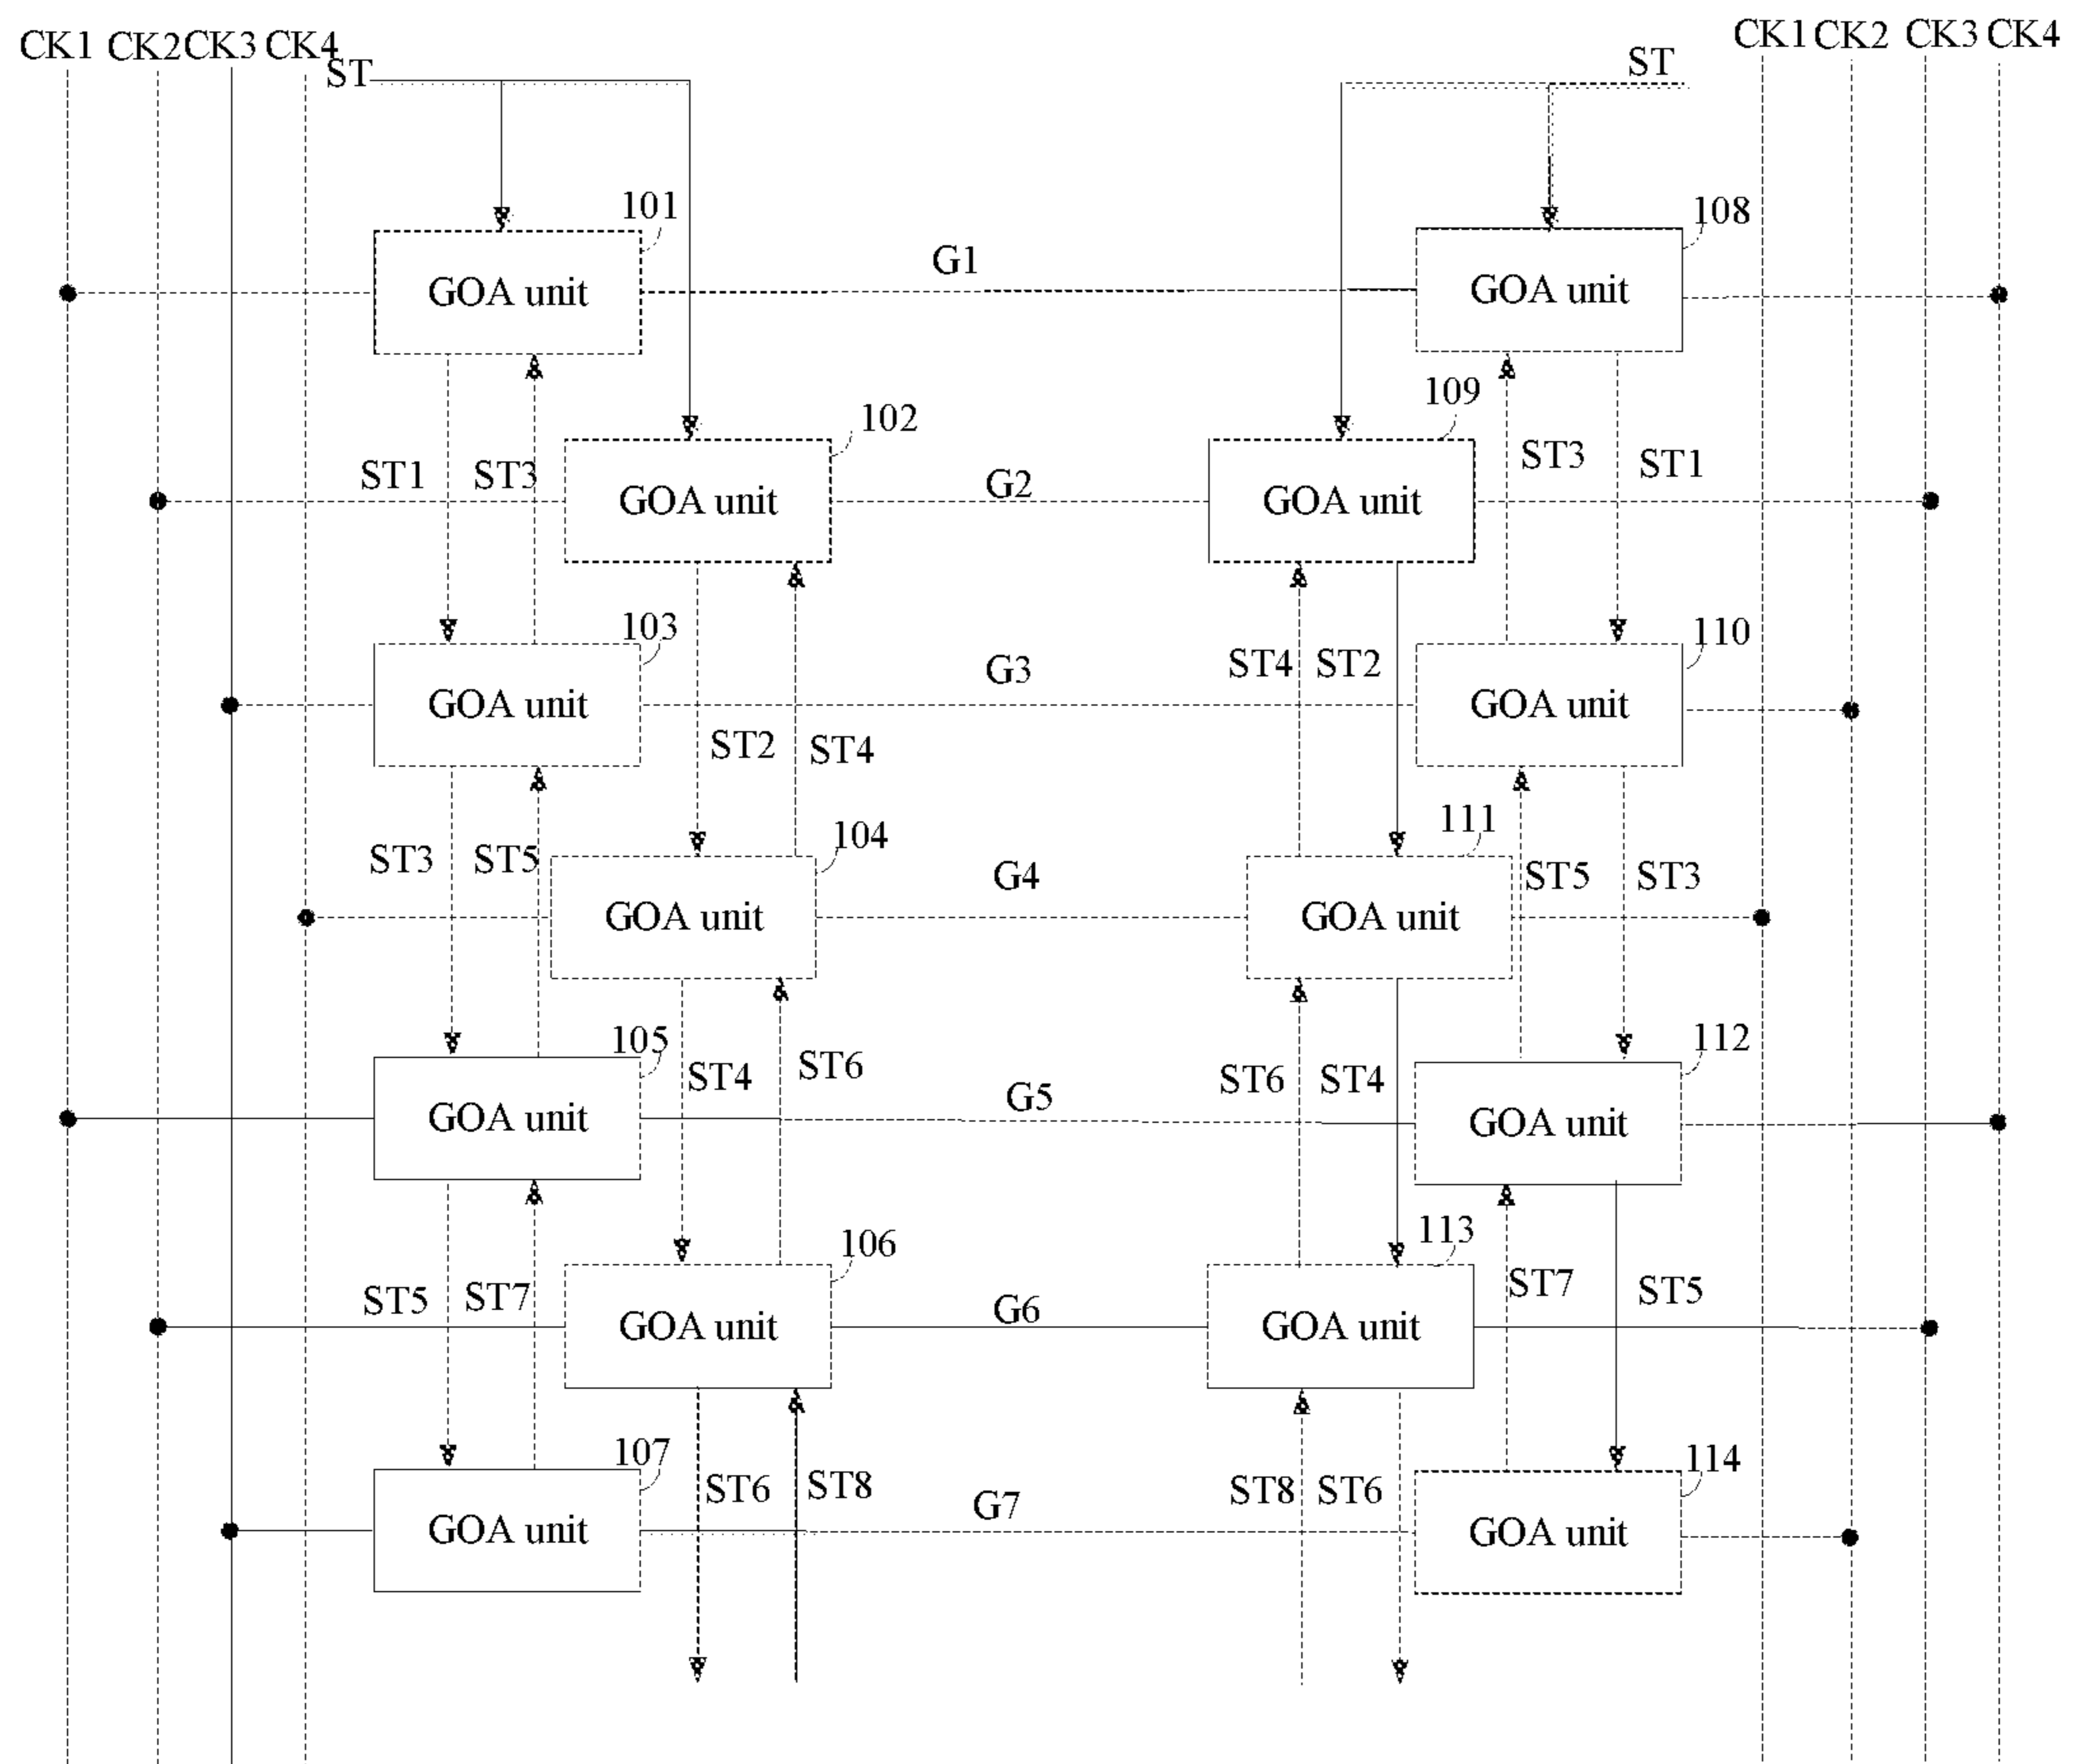 CK1 CK2 CK3 CK4 CK1 CK2 CK3 CK4
ST ST
101 108
GOA unit G1 GOA unit
102 109
ST1 ST3 ST3 ST1
GOA unit G2 GOA unit
103 110
GOA unit G3 GOA unit
ST4 ST2
ST2 ST4
104 111
ST3 ST5 ST5 ST3
GOA unit G4 GOA unit
105 112
ST4 ST6 ST6 ST4
GOA unit G5 GOA unit
106 113
ST5 ST7 ST7 ST5
GOA unit G6 GOA unit
107 114
ST6 ST8 ST8 ST6
GOA unit G7 GOA unit